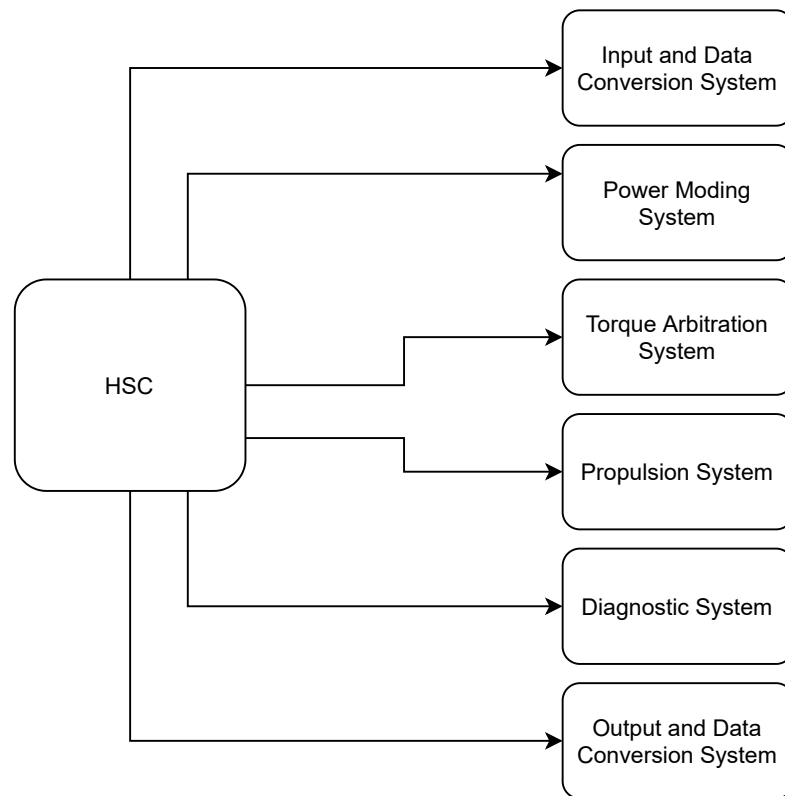 Input and Data
Conversion System
Power Moding
System
Torque Arbitration
System
HSC
Propulsion System
Diagnostic System
Output and Data
Conversion System